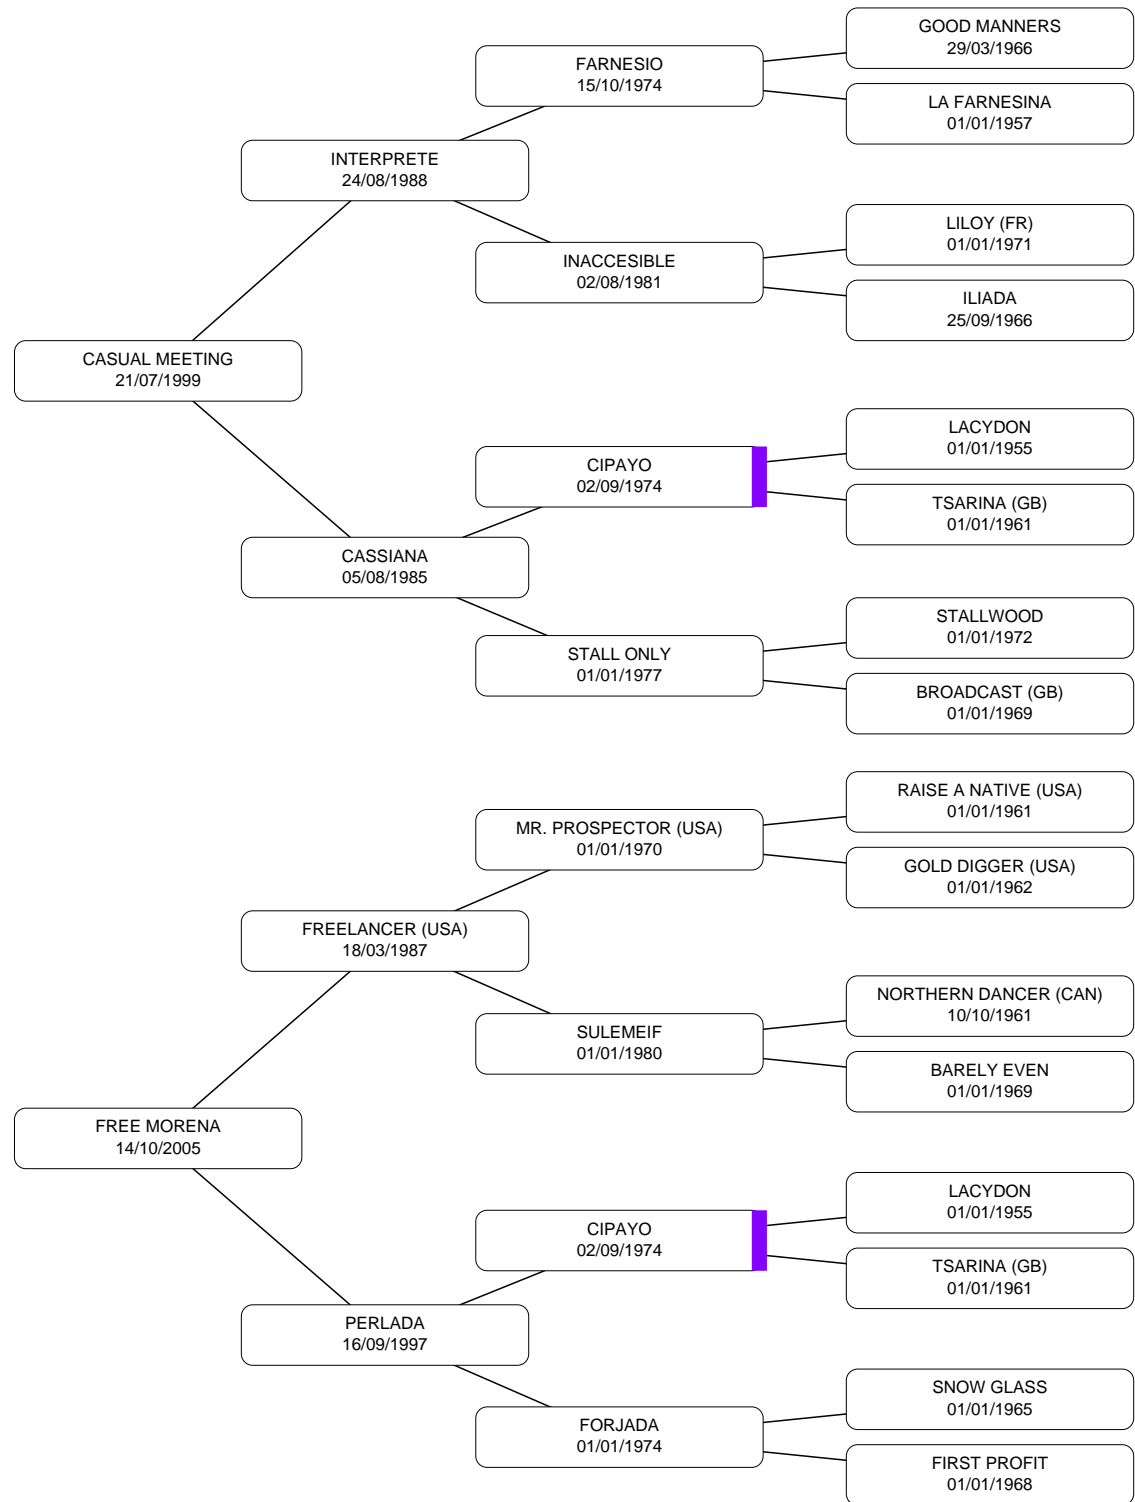 GOOD MANNERS
29/03/1966
FARNESIO
15/10/1974
LA FARNESINA
01/01/1957
INTERPRETE
24/08/1988
LILOY (FR)
01/01/1971
INACCESIBLE
02/08/1981
ILIADA
25/09/1966
CASUAL MEETING
21/07/1999
LACYDON
01/01/1955
CIPAYO
02/09/1974
TSARINA (GB)
01/01/1961
CASSIANA
05/08/1985
STALLWOOD
01/01/1972
STALL ONLY
01/01/1977
BROADCAST (GB)
01/01/1969
RAISE A NATIVE (USA)
01/01/1961
MR. PROSPECTOR (USA)
01/01/1970
GOLD DIGGER (USA)
01/01/1962
FREELANCER (USA)
18/03/1987
NORTHERN DANCER (CAN)
10/10/1961
SULEMEIF
01/01/1980
BARELY EVEN
01/01/1969
FREE MORENA
14/10/2005
LACYDON
01/01/1955
CIPAYO
02/09/1974
TSARINA (GB)
01/01/1961
PERLADA
16/09/1997
SNOW GLASS
01/01/1965
FORJADA
01/01/1974
FIRST PROFIT
01/01/1968